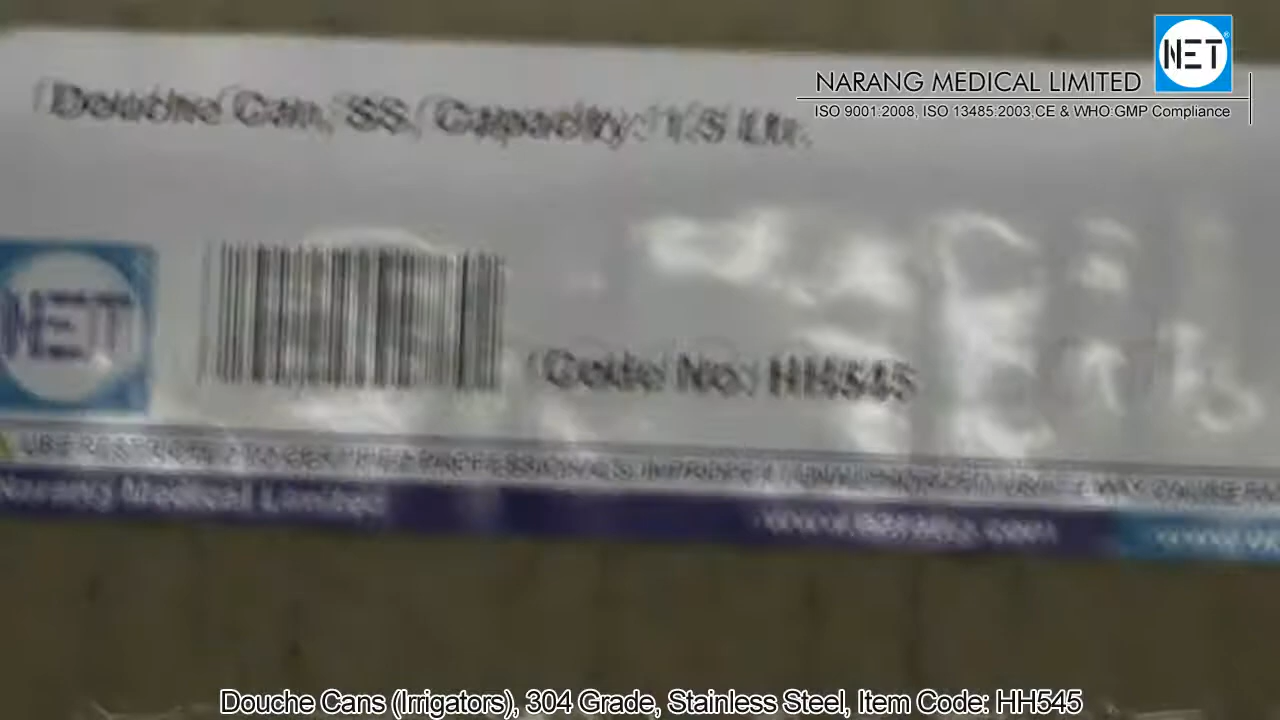 NET
NARANG MEDICAL LIMITED
ISO 9001:2008, ISO 13485:2003,CE & WHO:GMP Compliance
Douche Can, SS, Capacity: 1.5 Ltr.
NET
Code No: HH545
Narang Medical Limited
Douche Cans (Irrigators), 304 Grade, Stainless Steel, Item Code: HH545